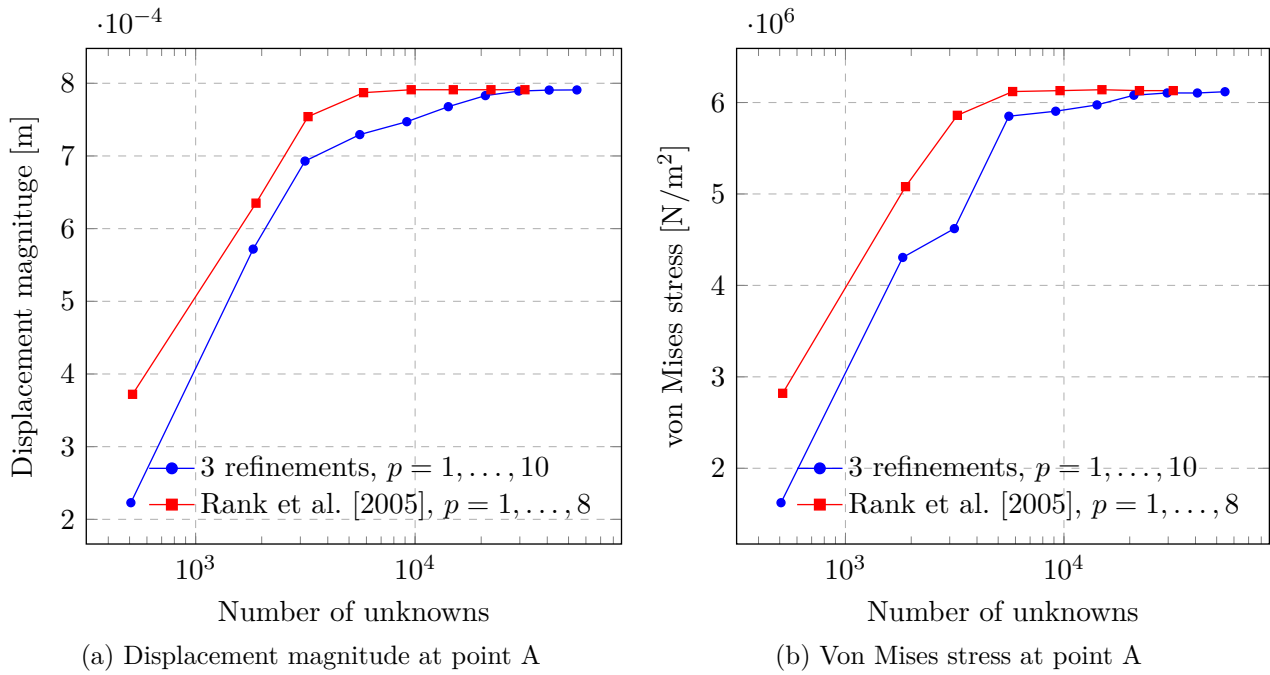 ·10⁻⁴
8
7
6
5
4
3
2
Displacement magnituge [m]
3 refinements, p = 1, . . . , 10
Rank et al. [2005], p = 1, . . . , 8
10³
10⁴
Number of unknowns
(a) Displacement magnitude at point A
·10⁶
6
5
4
3
2
von Mises stress [N/m²]
3 refinements, p = 1, . . . , 10
Rank et al. [2005], p = 1, . . . , 8
10³
10⁴
Number of unknowns
(b) Von Mises stress at point A